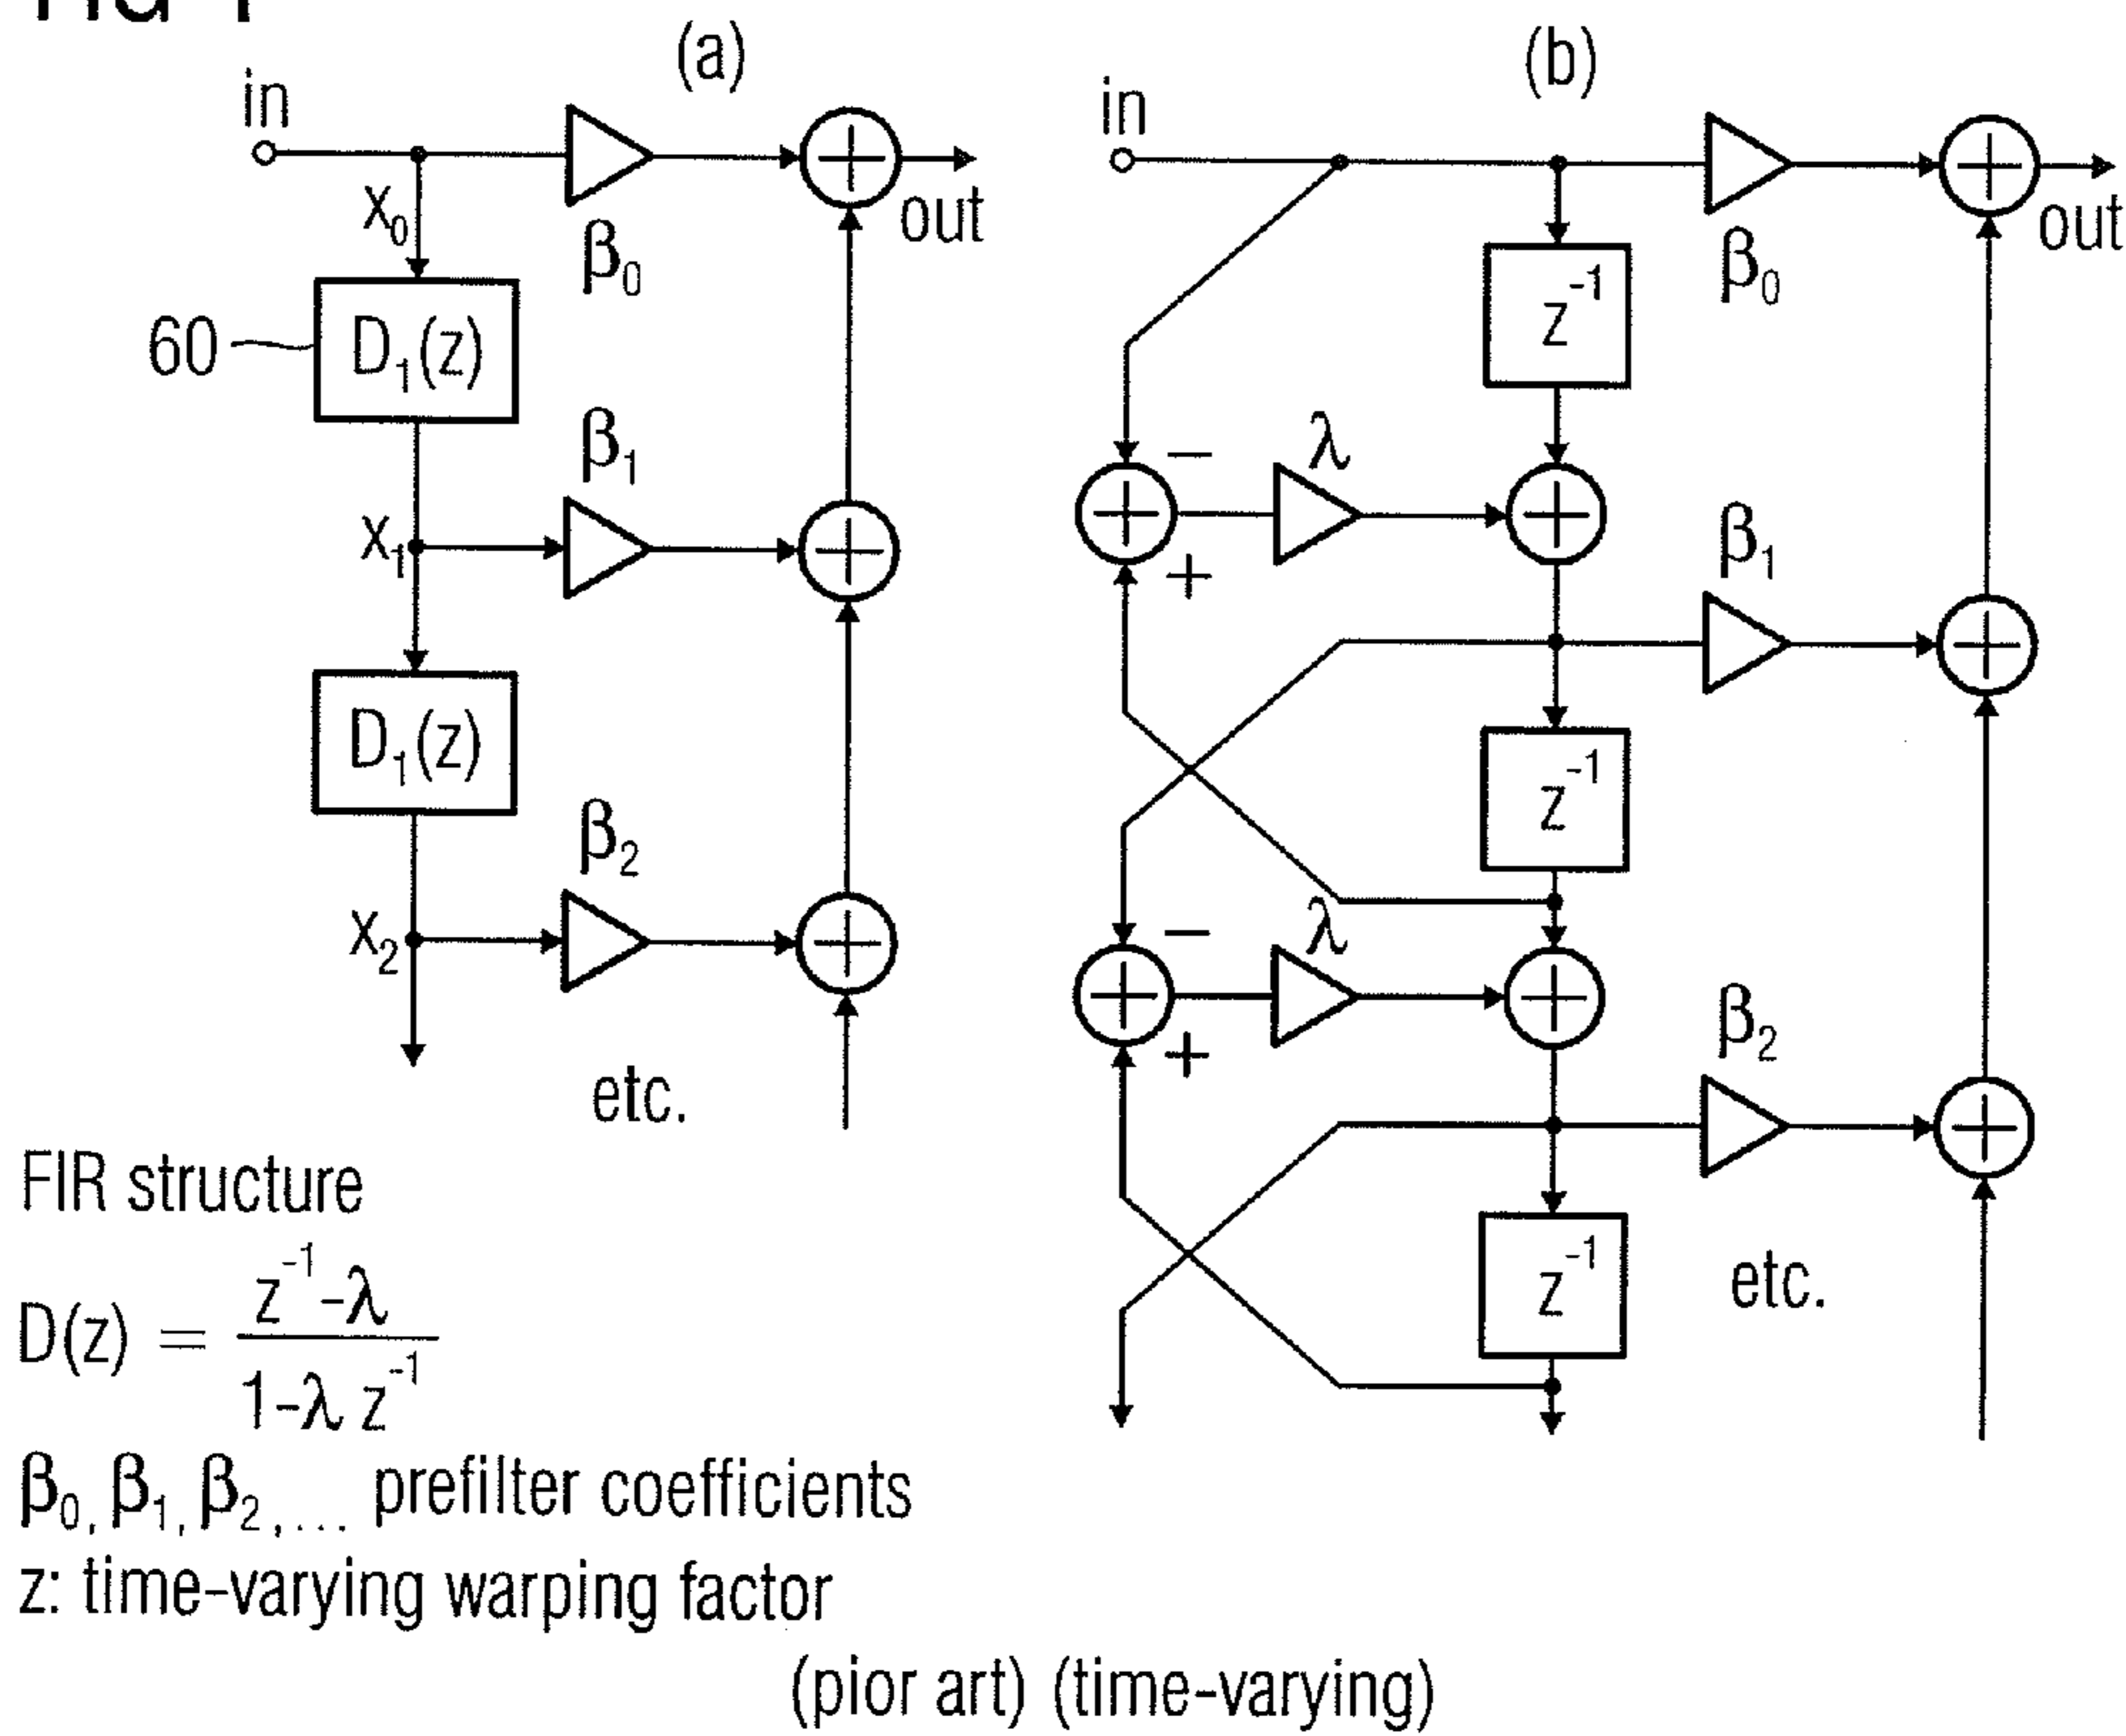 (a)
in
x₀
β₀
out
60
D₁(z)
β₁
x₁
D₁(z)
β₂
x₂
etc.
(b)
in
β₀
out
z⁻¹
λ
−
+
β₁
z⁻¹
λ
−
+
β₂
z⁻¹
etc.
FIR structure
D(z) = z⁻¹-λ
1-λ z⁻¹
β₀, β₁, β₂, ... prefilter coefficients
z: time-varying warping factor
(pior art) (time-varying)